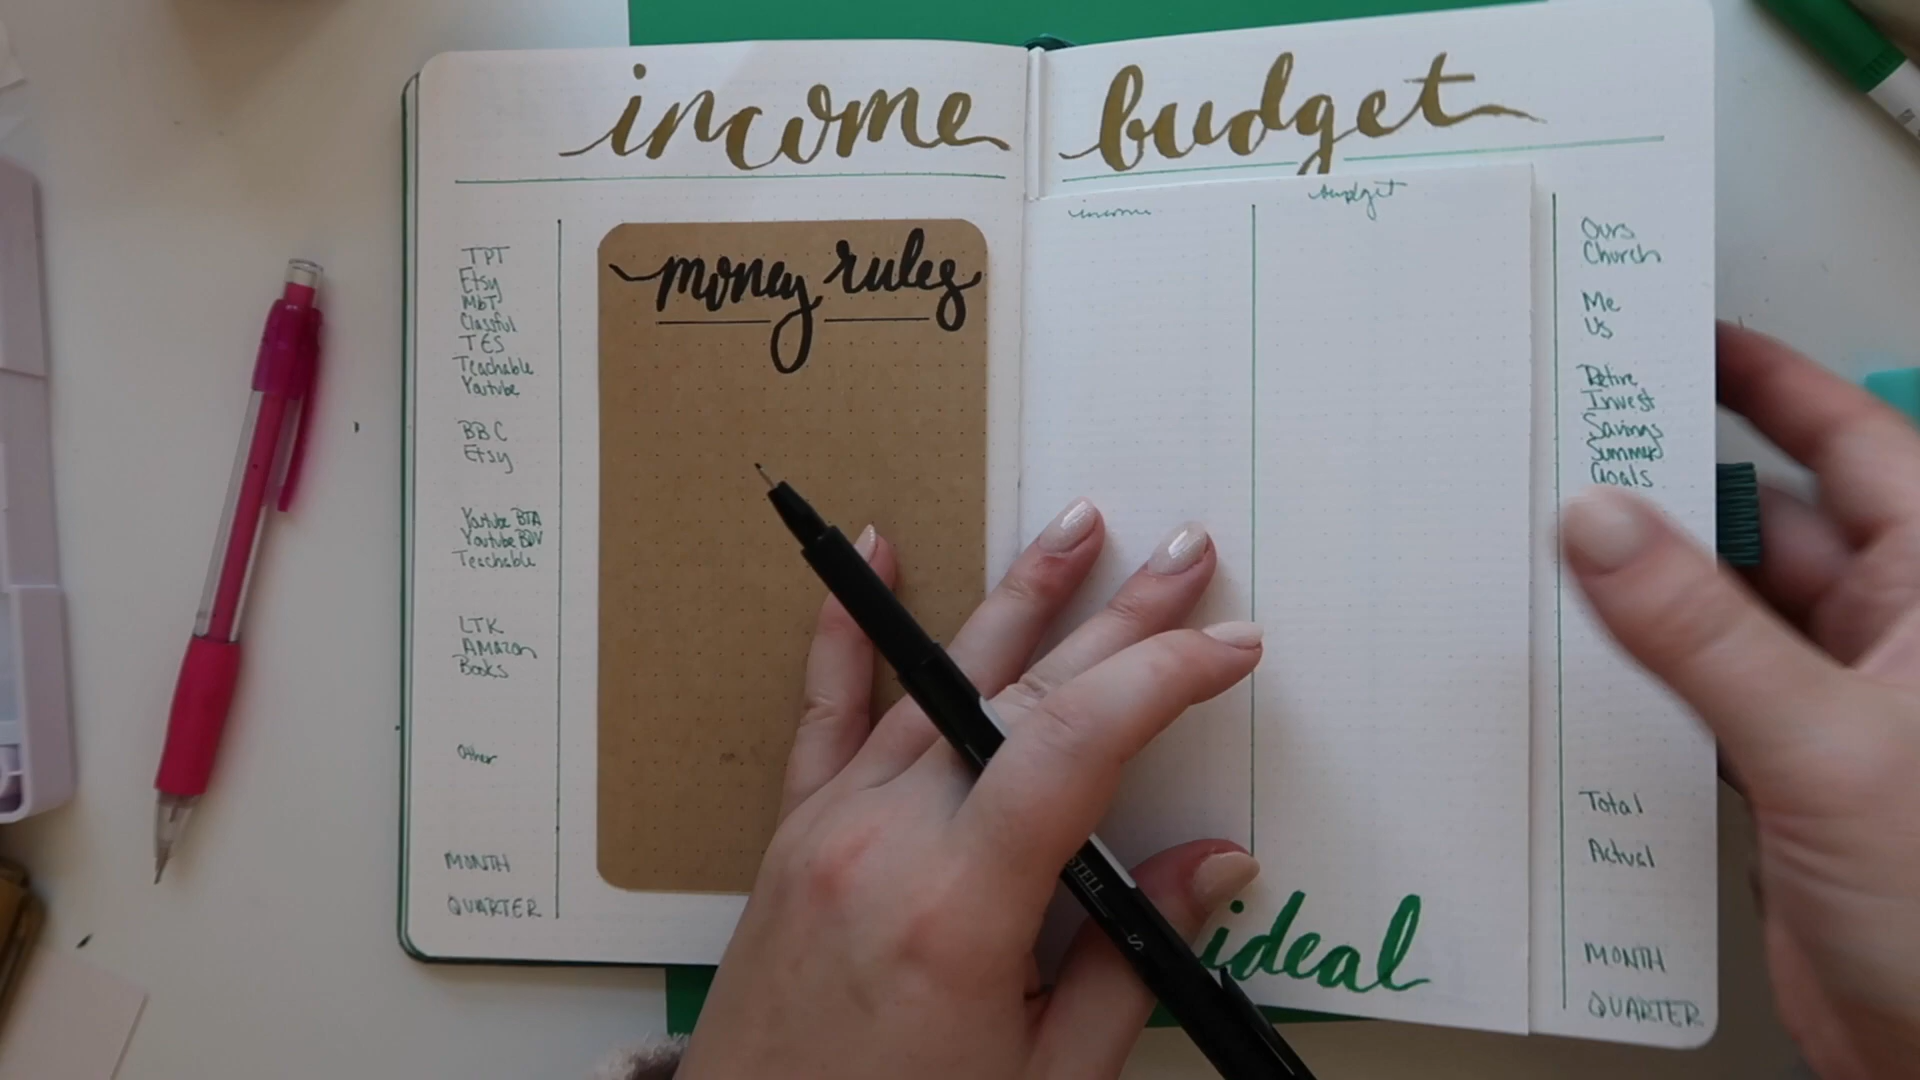 income
TPT
Etsy
MBT
Classful
TES
Teachable
Youtube
BBC
Etsy
Youtube BTA
Youtube BDV
Teachable
LTK
AMAZON
Books
Other
MONTH
QUARTER
money rules
budget
income
budget
ideal
Ours
Church
Me
Us
Retire
Invest
Savings
Summer
Goals
Total
Actual
MONTH
QUARTER
S